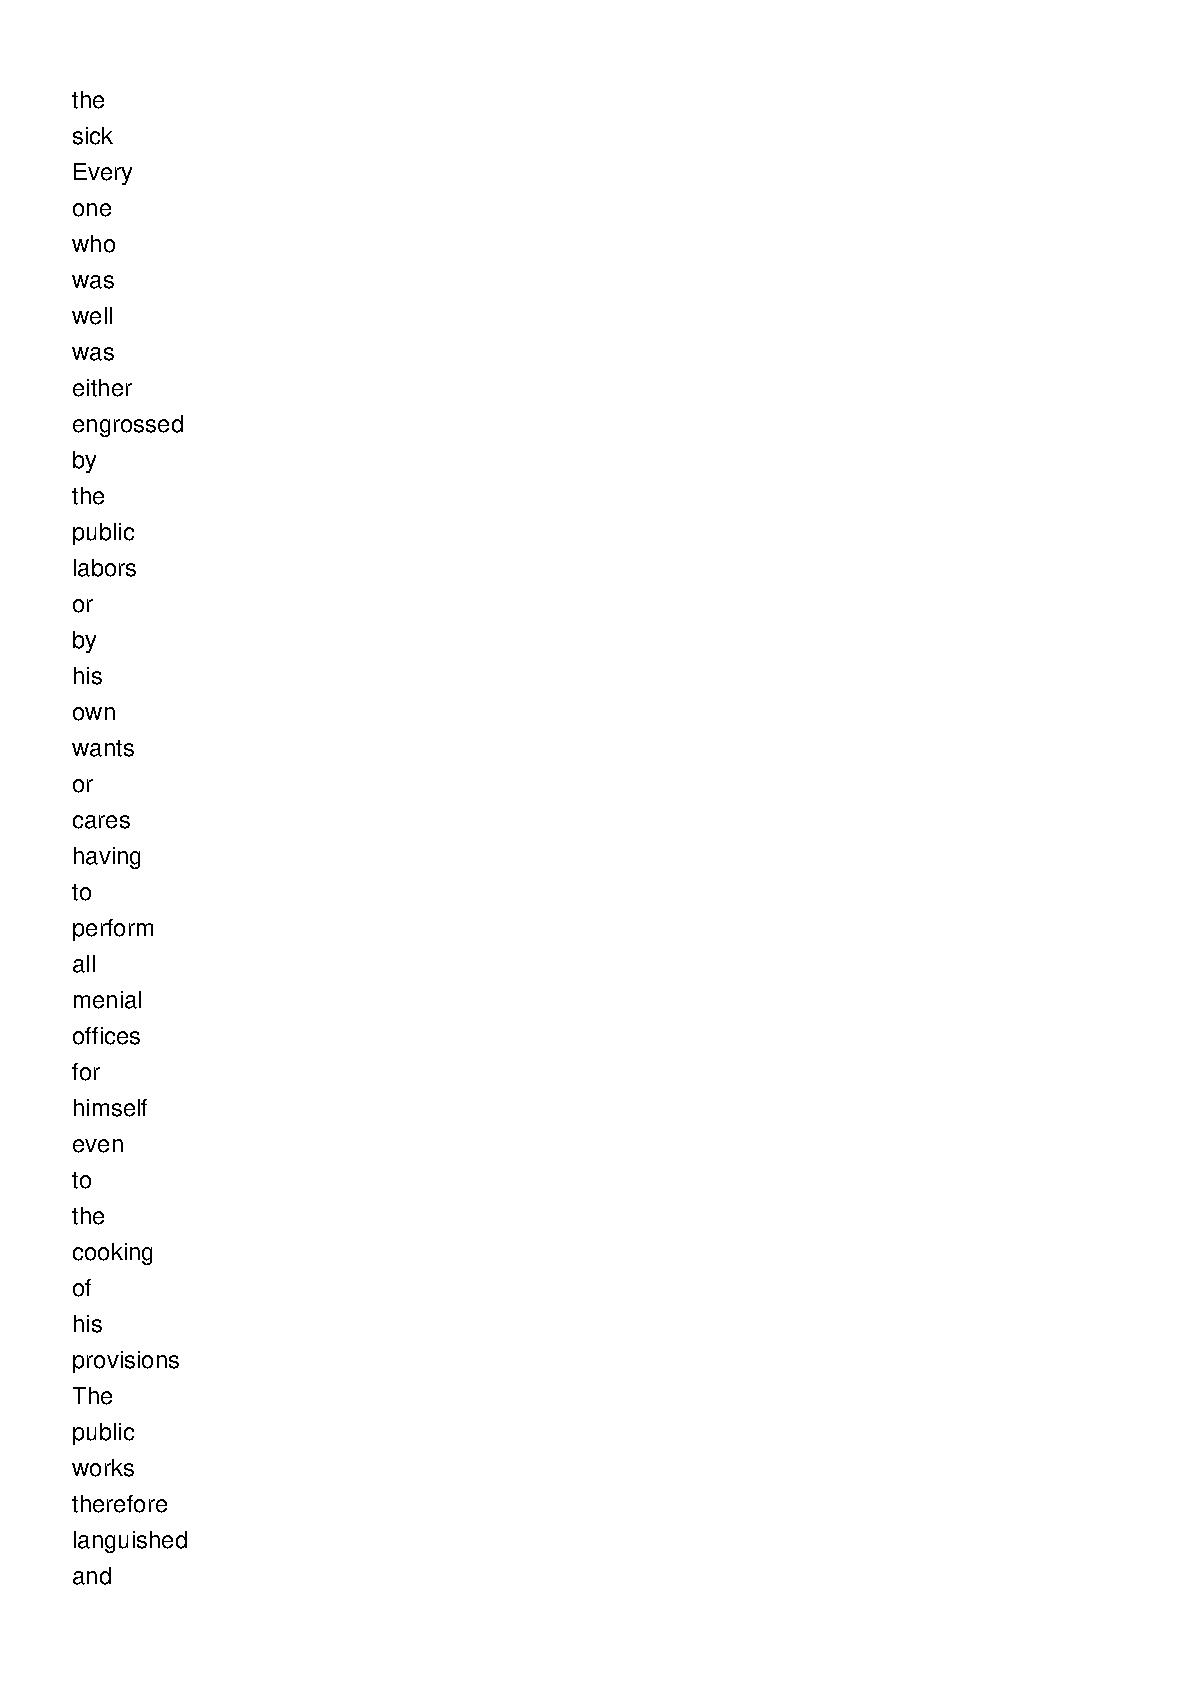 the
sick
Every
one
who
was
well
was
either
engrossed
by
the
public
labors
or
by
his
own
wants
or
cares
having
to
perform
all
menial
offices
for
himself
even
to
the
cooking
of
his
provisions
The
public
works
therefore
languished
and